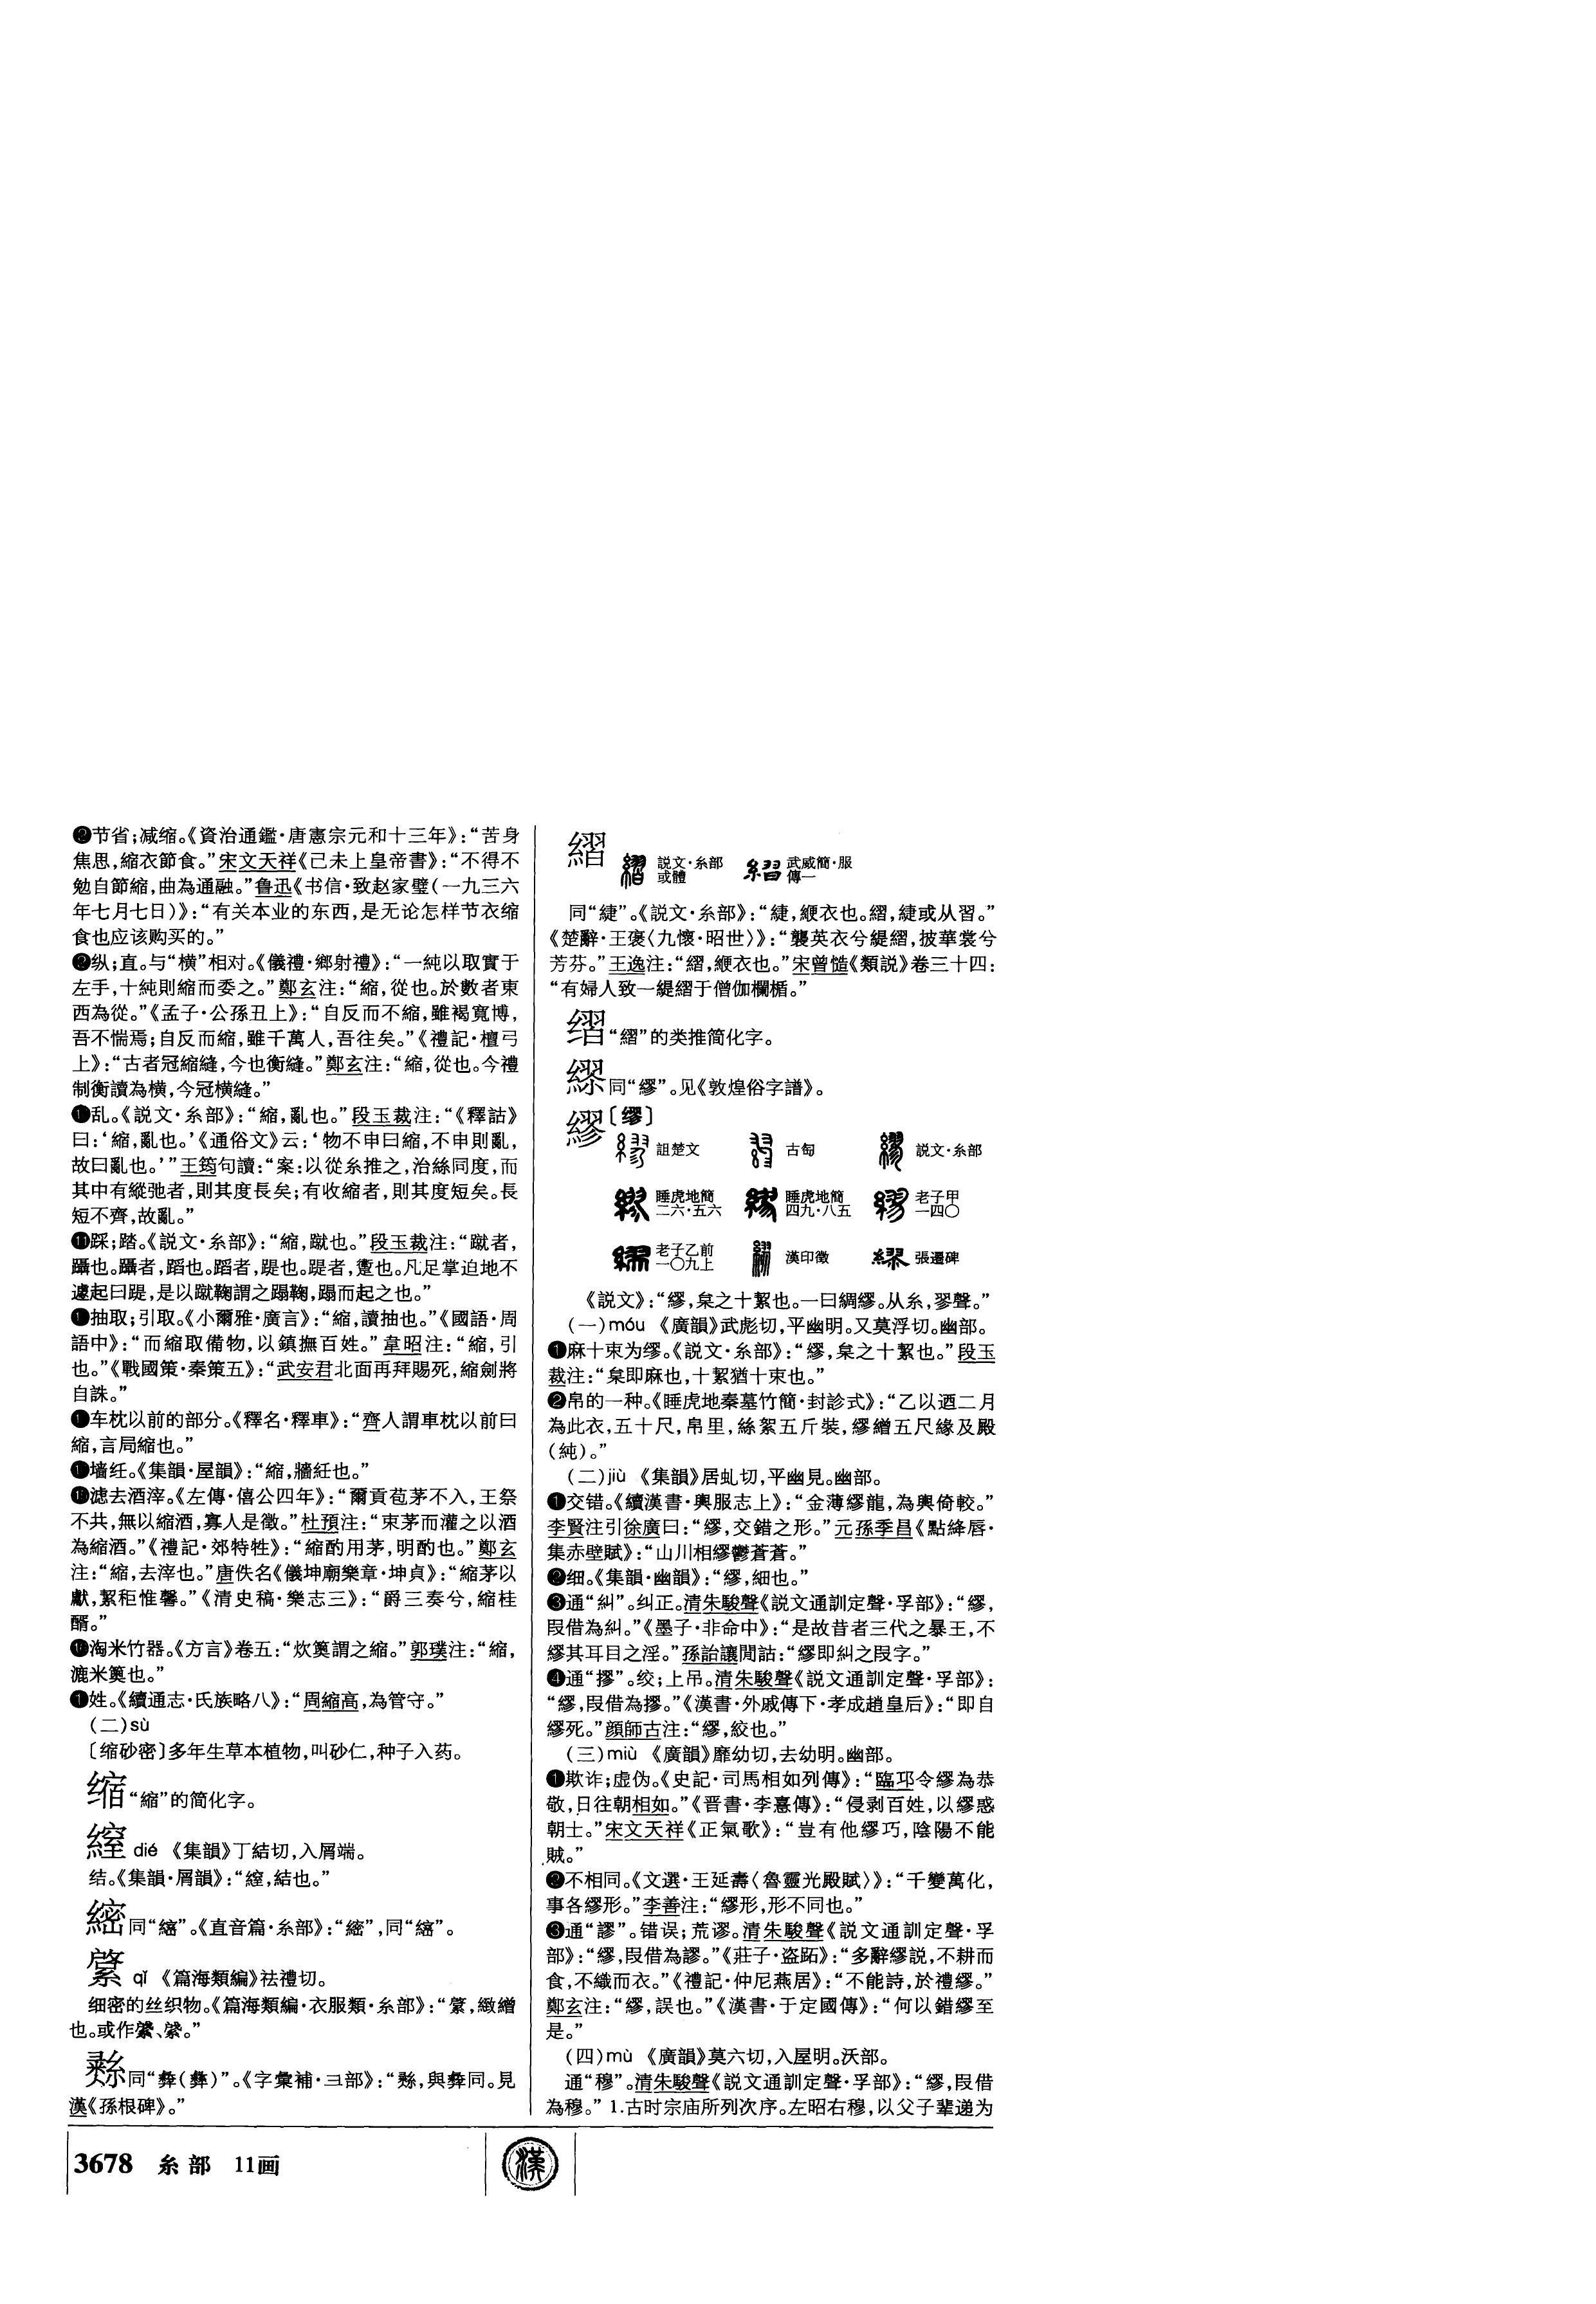 节省;减缩。《資治通鑑·唐憲宗元和十三年》:“苦身
焦思,縮衣節食。”宋文天祥《已未上皇帝書》:“不得不
勉自節縮,曲為通融。”鲁迅《书信·致赵家璧(一九三六
年七月七日)》:“有关本业的东西,是无论怎样节衣缩
食也应该购买的。”
纵;直。与“横”相对。《儀禮·鄉射禮》:“一純以取實于
左手,十純則縮而委之。”鄭玄注:“縮,從也。於數者東
西為從。”《孟子·公孫丑上》:“自反而不縮,雖褐寬博,
吾不惴焉;自反而縮,雖千萬人,吾往矣。”《禮記·檀弓
上》:“古者冠縮縫,今也衡縫。”鄭玄注:“縮,從也。今禮
制衡讀為橫,今冠橫縫。”
乱。《説文·糸部》:“縮,亂也。”段玉裁注:“《釋詁》
曰:‘縮,亂也。’《通俗文》云:‘物不申曰縮,不申則亂,
故曰亂也。’”王筠句讀:“案:以從糸推之,治絲同度,而
其中有縱弛者,則其度長矣;有收縮者,則其度短矣。長
短不齊,故亂。”
踩;踏。《説文·糸部》:“縮,蹴也。”段玉裁注:“蹴者,
躡也。躡者,蹈也。蹈者,踶也。踶者,躗也。凡足掌迫地不
遽起曰踶,是以蹴鞠謂之蹋鞠,蹋而起之也。”
抽取;引取。《小爾雅·廣言》:“縮,讀抽也。”《國語·周
語中》:“而縮取備物,以鎮撫百姓。”韋昭注:“縮,引
也。”《戰國策·秦策五》:“武安君北面再拜賜死,縮劍將
自誅。”
车枕以前的部分。《釋名·釋車》:“齊人謂車枕以前曰
縮,言局縮也。”
墙纴。《集韻·屋韻》:“縮,牆紝也。”
滤去酒滓。《左傳·僖公四年》:“爾貢苞茅不入,王祭
不共,無以縮酒,寡人是徵。”杜預注:“束茅而灌之以酒
為縮酒。”《禮記·郊特牲》:“縮酌用茅,明酌也。”鄭玄
注:“縮,去滓也。”唐佚名《儀坤廟樂章·坤貞》:“縮茅以
獻,絜秬惟馨。”《清史稿·樂志三》:“爵三奏兮,縮桂
醑。”
淘米竹器。《方言》卷五:“炊䉛謂之縮。”郭璞注:“縮,
漉米䉛也。”
姓。《續通志·氏族略八》:“周縮高,為管守。”
(二)sù
〔缩砂密〕多年生草本植物,叫砂仁,种子入药。
缩“縮”的简化字。
dié 《集韻》丁結切,入屑端。
结。《集韻·屑韻》:“,結也。”
同“”。《直音篇·糸部》:“”,同“”。
綮 qǐ 《篇海類編》祛禮切。
细密的丝织物。《篇海類編·衣服類·糸部》:“綮,緻繒
也。或作、。”
同“彝(彝)”。《字彙補·彐部》:“,與彝同。見
漢《孫根碑》。”
3678 糸部 11画
漢
繒
説文·糸部
或體
武威簡·服
傳一
同“緁”。《説文·糸部》:“緁,緶衣也。緝,緁或从習。”
《楚辭·王褒〈九懷·昭世〉》:“襲英衣兮緹䌌,披華裳兮
芳芬。”王逸注:“䌌,緶衣也。”宋曾慥《類説》卷三十四:
“有婦人致一緹䌌于僧伽欄楯。”
“䌌”的类推简化字。
同“繆”。见《敦煌俗字譜》。
繆〔缪〕
詛楚文
古匋
説文·糸部
睡虎地簡
二六·五六
睡虎地簡
四九·八五
老子甲
一四〇
老子乙前
一〇九上
漢印徵
張遷碑
《説文》:“繆,枲之十絜也。一曰綢繆。从糸,翏聲。”
(一)móu 《廣韻》武彪切,平幽明。又莫浮切。幽部。
❶麻十束为缪。《説文·糸部》:“繆,枲之十絜也。”段玉
裁注:“枲即麻也,十絜猶十束也。”
❷帛的一种。《睡虎地秦墓竹簡·封診式》:“乙以迺二月
為此衣,五十尺,帛里,絲絮五斤裝,繆繒五尺緣及殿
(純)。”
(二)jiū 《集韻》居虬切,平幽見。幽部。
❶交错。《續漢書·輿服志上》:“金薄繆龍,為輿倚較。”
李賢注引徐廣曰:“繆,交錯之形。”元孫季昌《點絳唇·
集赤壁賦》:“山川相繆鬱蒼蒼。”
❷细。《集韻·幽韻》:“繆,細也。”
❸通“糾”。纠正。清朱駿聲《説文通訓定聲·孚部》:“繆,
叚借為糾。”《墨子·非命中》:“是故昔者三代之暴王,不
繆其耳目之淫。”孫詒讓閒詁:“繆即糾之叚字。”
❹通“摎”。绞;上吊。清朱駿聲《説文通訓定聲·孚部》:
“繆,叚借為摎。”《漢書·外戚傳下·孝成趙皇后》:“即自
繆死。”顔師古注:“繆,絞也。”
(三)miù 《廣韻》靡幼切,去幼明。幽部。
❶欺诈;虚伪。《史記·司馬相如列傳》:“臨邛令繆為恭
敬,日往朝相如。”《晉書·李憙傳》:“侵剥百姓,以繆惑
朝士。”宋文天祥《正氣歌》:“豈有他繆巧,陰陽不能
賊。”
❷不相同。《文選·王延壽〈魯靈光殿賦〉》:“千變萬化,
事各繆形。”李善注:“繆形,形不同也。”
❸通“謬”。错误;荒谬。清朱駿聲《説文通訓定聲·孚
部》:“繆,叚借為謬。”《莊子·盗跖》:“多辭繆説,不耕而
食,不織而衣。”《禮記·仲尼燕居》:“不能詩,於禮繆。”
鄭玄注:“繆,誤也。”《漢書·于定國傳》:“何以錯繆至
是。”
(四)mù 《廣韻》莫六切,入屋明。沃部。
通“穆”。清朱駿聲《説文通訓定聲·孚部》:“繆,叚借
為穆。” 1.古时宗庙所列次序。左昭右穆,以父子辈递为